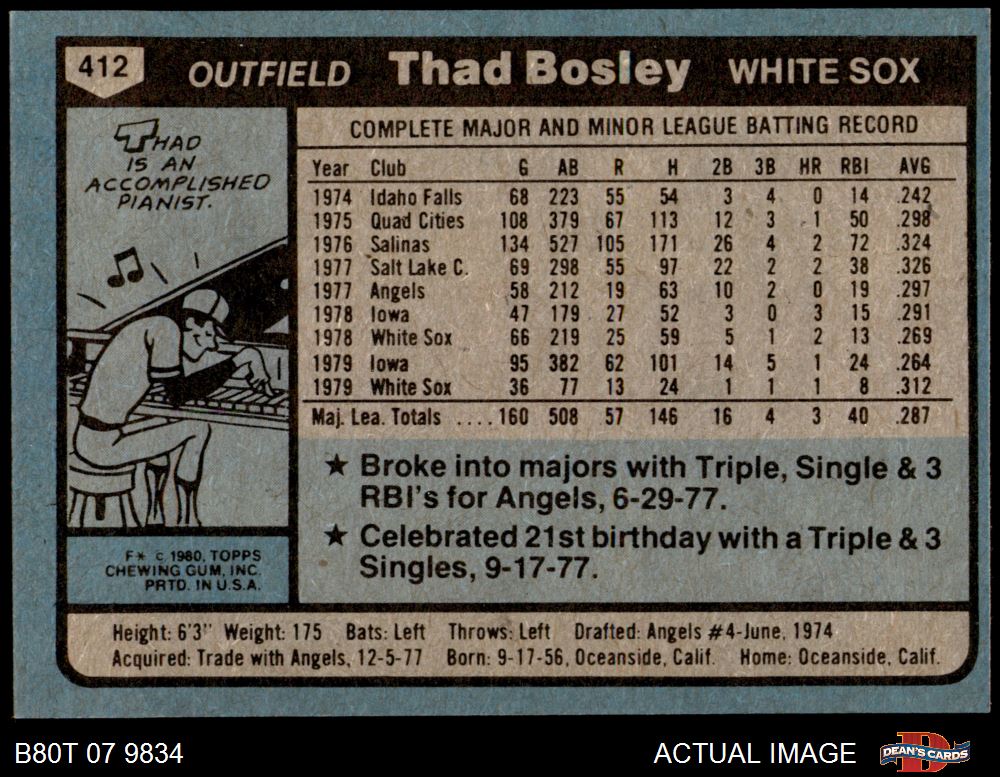 412 OUTFIELD Thad Bosley WHITE SOX
THAD
IS AN
ACCOMPLISHED
PIANIST.
COMPLETE MAJOR AND MINOR LEAGUE BATTING RECORD
Year Club G AB R H 2B 3B HR RBI AVG
1974 Idaho Falls 68 223 55 54 3 4 0 14 .242
1975 Quad Cities 108 379 67 113 12 3 1 50 .298
1976 Salinas 134 527 105 171 26 4 2 72 .324
1977 Salt Lake C. 69 298 55 97 22 2 2 38 .326
1977 Angels 58 212 19 63 10 2 0 19 .297
1978 Iowa 47 179 27 52 3 0 3 15 .291
1978 White Sox 66 219 25 59 5 1 2 13 .269
1979 Iowa 95 382 62 101 14 5 1 24 .264
1979 White Sox 36 77 13 24 1 1 1 8 .312
Maj. Lea. Totals .... 160 508 57 146 16 4 3 40 .287
★ Broke into majors with Triple, Single & 3
RBI's for Angels, 6-29-77.
★ Celebrated 21st birthday with a Triple & 3
Singles, 9-17-77.
F* © 1980, TOPPS
CHEWING GUM, INC.
PRTD. IN U.S.A.
Height: 6'3" Weight: 175 Bats: Left Throws: Left Drafted: Angels #4-June, 1974
Acquired: Trade with Angels, 12-5-77 Born: 9-17-56, Oceanside, Calif. Home: Oceanside, Calif.
B80T 07 9834 ACTUAL IMAGE DEAN'S CARDS